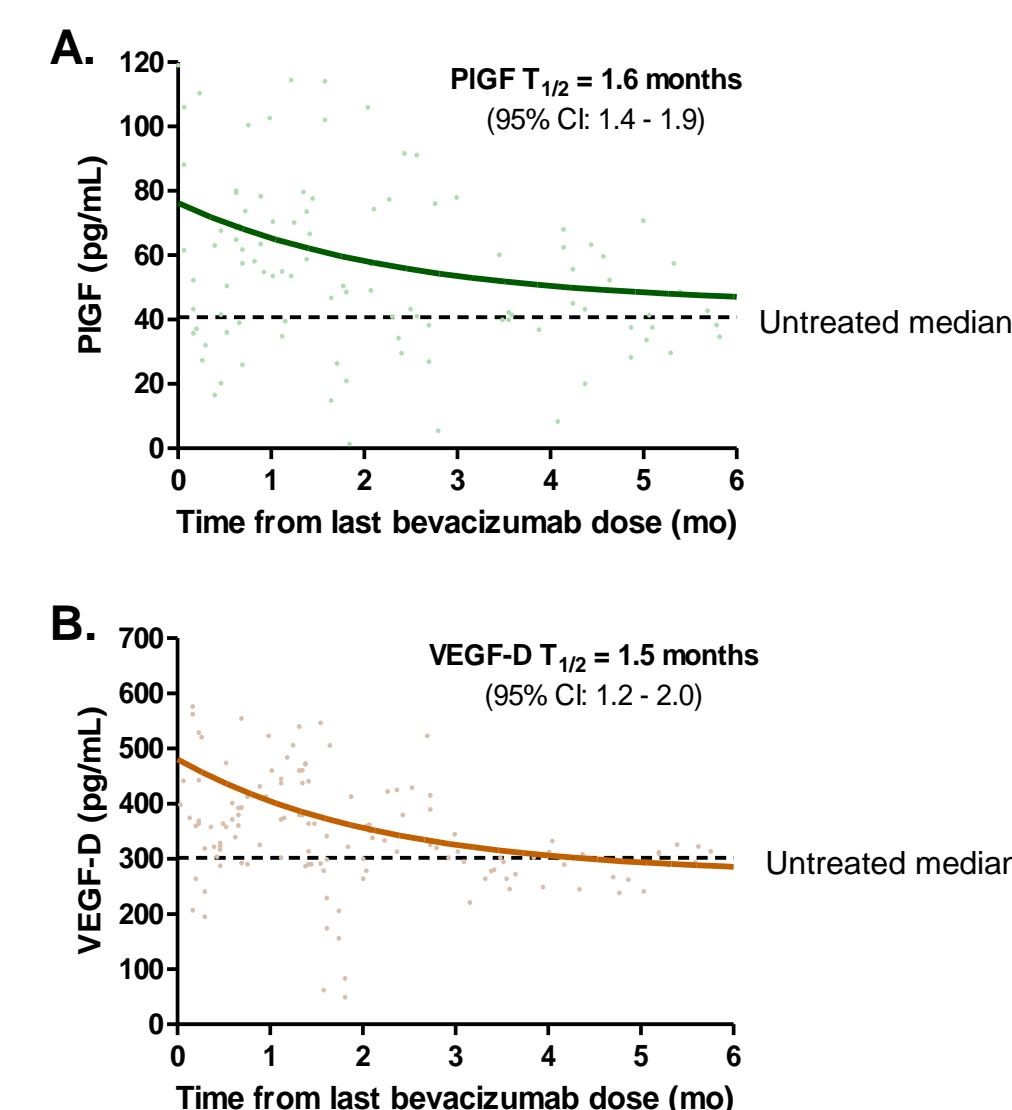 A.
PlGF T1/2 = 1.6 months
(95% CI: 1.4 - 1.9)
PlGF (pg/mL)
120
100
80
60
40
20
0
Untreated median
0 1 2 3 4 5 6
Time from last bevacizumab dose (mo)
B.
VEGF-D T1/2 = 1.5 months
(95% CI: 1.2 - 2.0)
VEGF-D (pg/mL)
700
600
500
400
300
200
100
0
Untreated median
0 1 2 3 4 5 6
Time from last bevacizumab dose (mo)